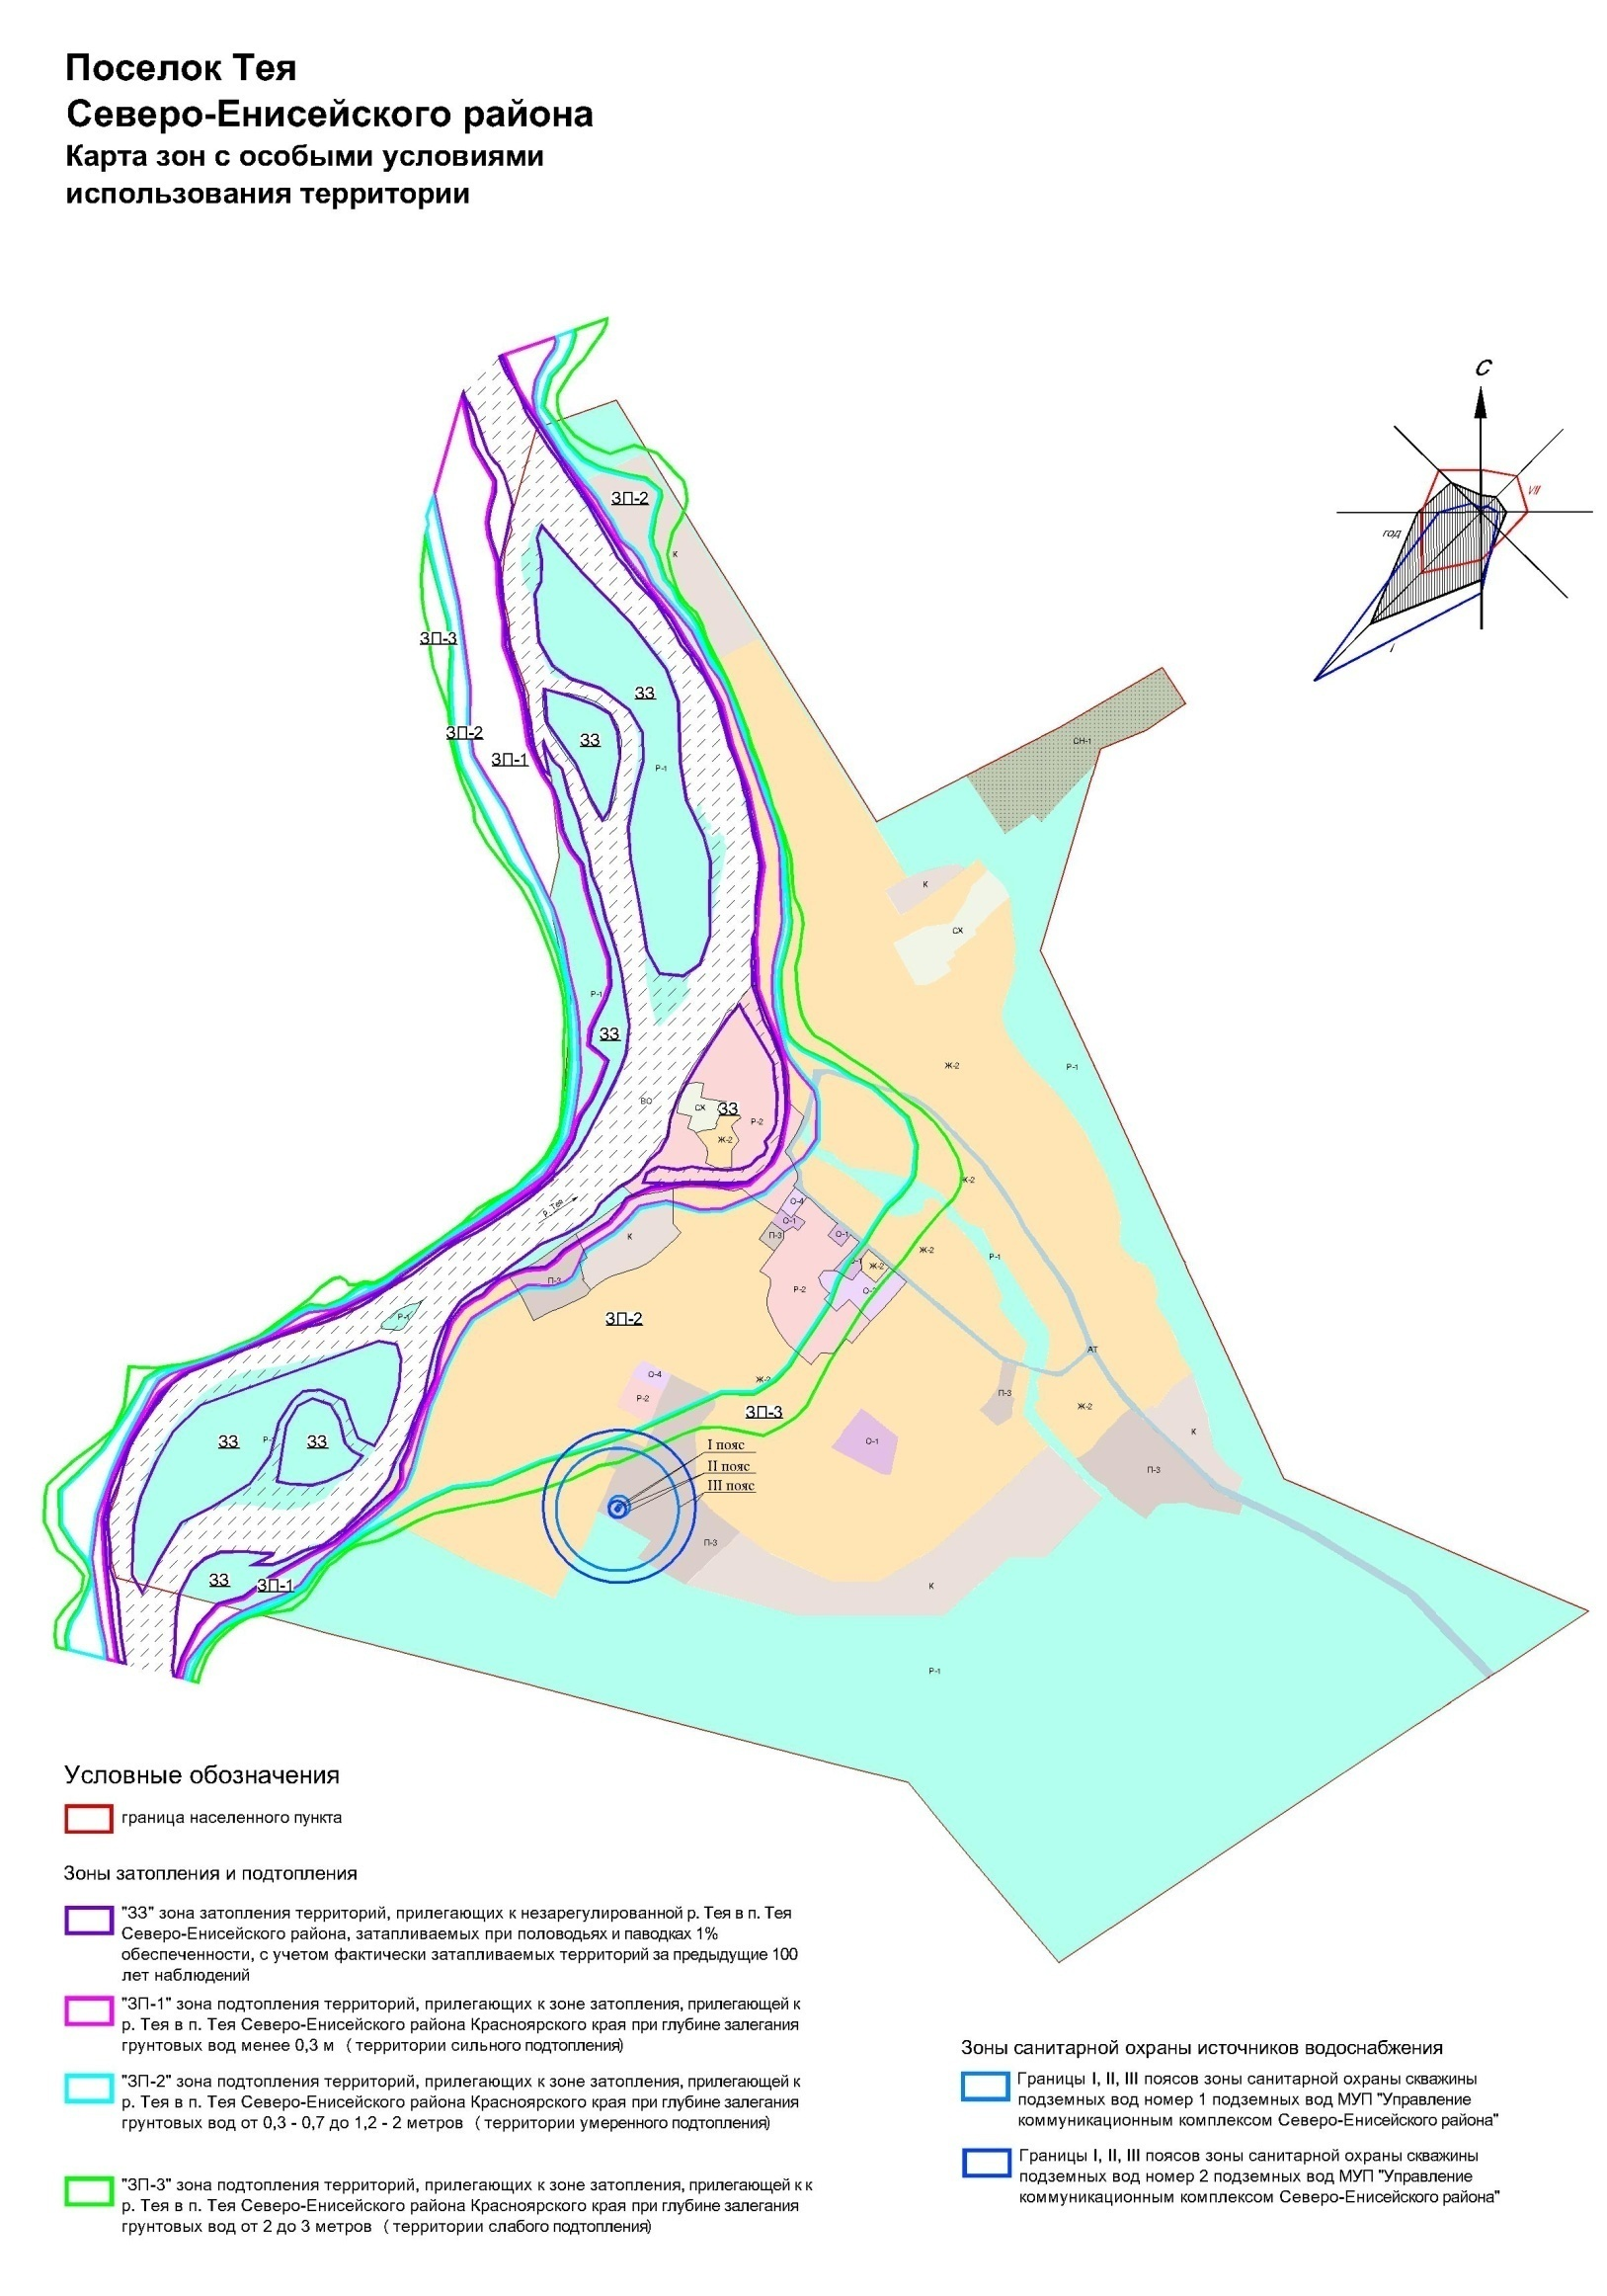 Поселок Тея
Северо-Енисейского района
Карта зон с особыми условиями
использования территории
С
VII
год
I
ЗП-2
К
ЗП-3
ЗЗ
ЗП-2
ЗЗ
СН-1
ЗП-1
Р-1
К
СХ
Р-1
ЗЗ
Ж-2
Р-1
ВО
СХ
ЗЗ
Р-2
Ж-2
Ж-2
р. Тея
О-4
О-1
П-3
О-1
К
Ж-2
Р-1
Ж-2
П-3
Р-2
Р-1
ЗП-2
АТ
О-4
Ж-2
Р-2
П-3
ЗП-3
Ж-2
К
ЗЗ
ЗЗ
О-1
I пояс
II пояс
III пояс
П-3
П-3
ЗЗ
ЗП-1
К
Р-1
Условные обозначения
граница населенного пункта
Зоны затопления и подтопления
"ЗЗ" зона затопления территорий, прилегающих к незарегулированной р. Тея в п. Тея
Северо-Енисейского района, затапливаемых при половодьях и паводках 1%
обеспеченности, с учетом фактически затапливаемых территорий за предыдущие 100
лет наблюдений
"ЗП-1" зона подтопления территорий, прилегающих к зоне затопления, прилегающей к
р. Тея в п. Тея Северо-Енисейского района Красноярского края при глубине залегания
грунтовых вод менее 0,3 м ( территории сильного подтопления)
"ЗП-2" зона подтопления территорий, прилегающих к зоне затопления, прилегающей к
р. Тея в п. Тея Северо-Енисейского района Красноярского края при глубине залегания
грунтовых вод от 0,3 - 0,7 до 1,2 - 2 метров ( территории умеренного подтопления)
"ЗП-3" зона подтопления территорий, прилегающих к зоне затопления, прилегающей к к
р. Тея в п. Тея Северо-Енисейского района Красноярского края при глубине залегания
грунтовых вод от 2 до 3 метров ( территории слабого подтопления)
Зоны санитарной охраны источников водоснабжения
Границы I, II, III поясов зоны санитарной охраны скважины
подземных вод номер 1 подземных вод МУП "Управление
коммуникационным комплексом Северо-Енисейского района"
Границы I, II, III поясов зоны санитарной охраны скважины
подземных вод номер 2 подземных вод МУП "Управление
коммуникационным комплексом Северо-Енисейского района"